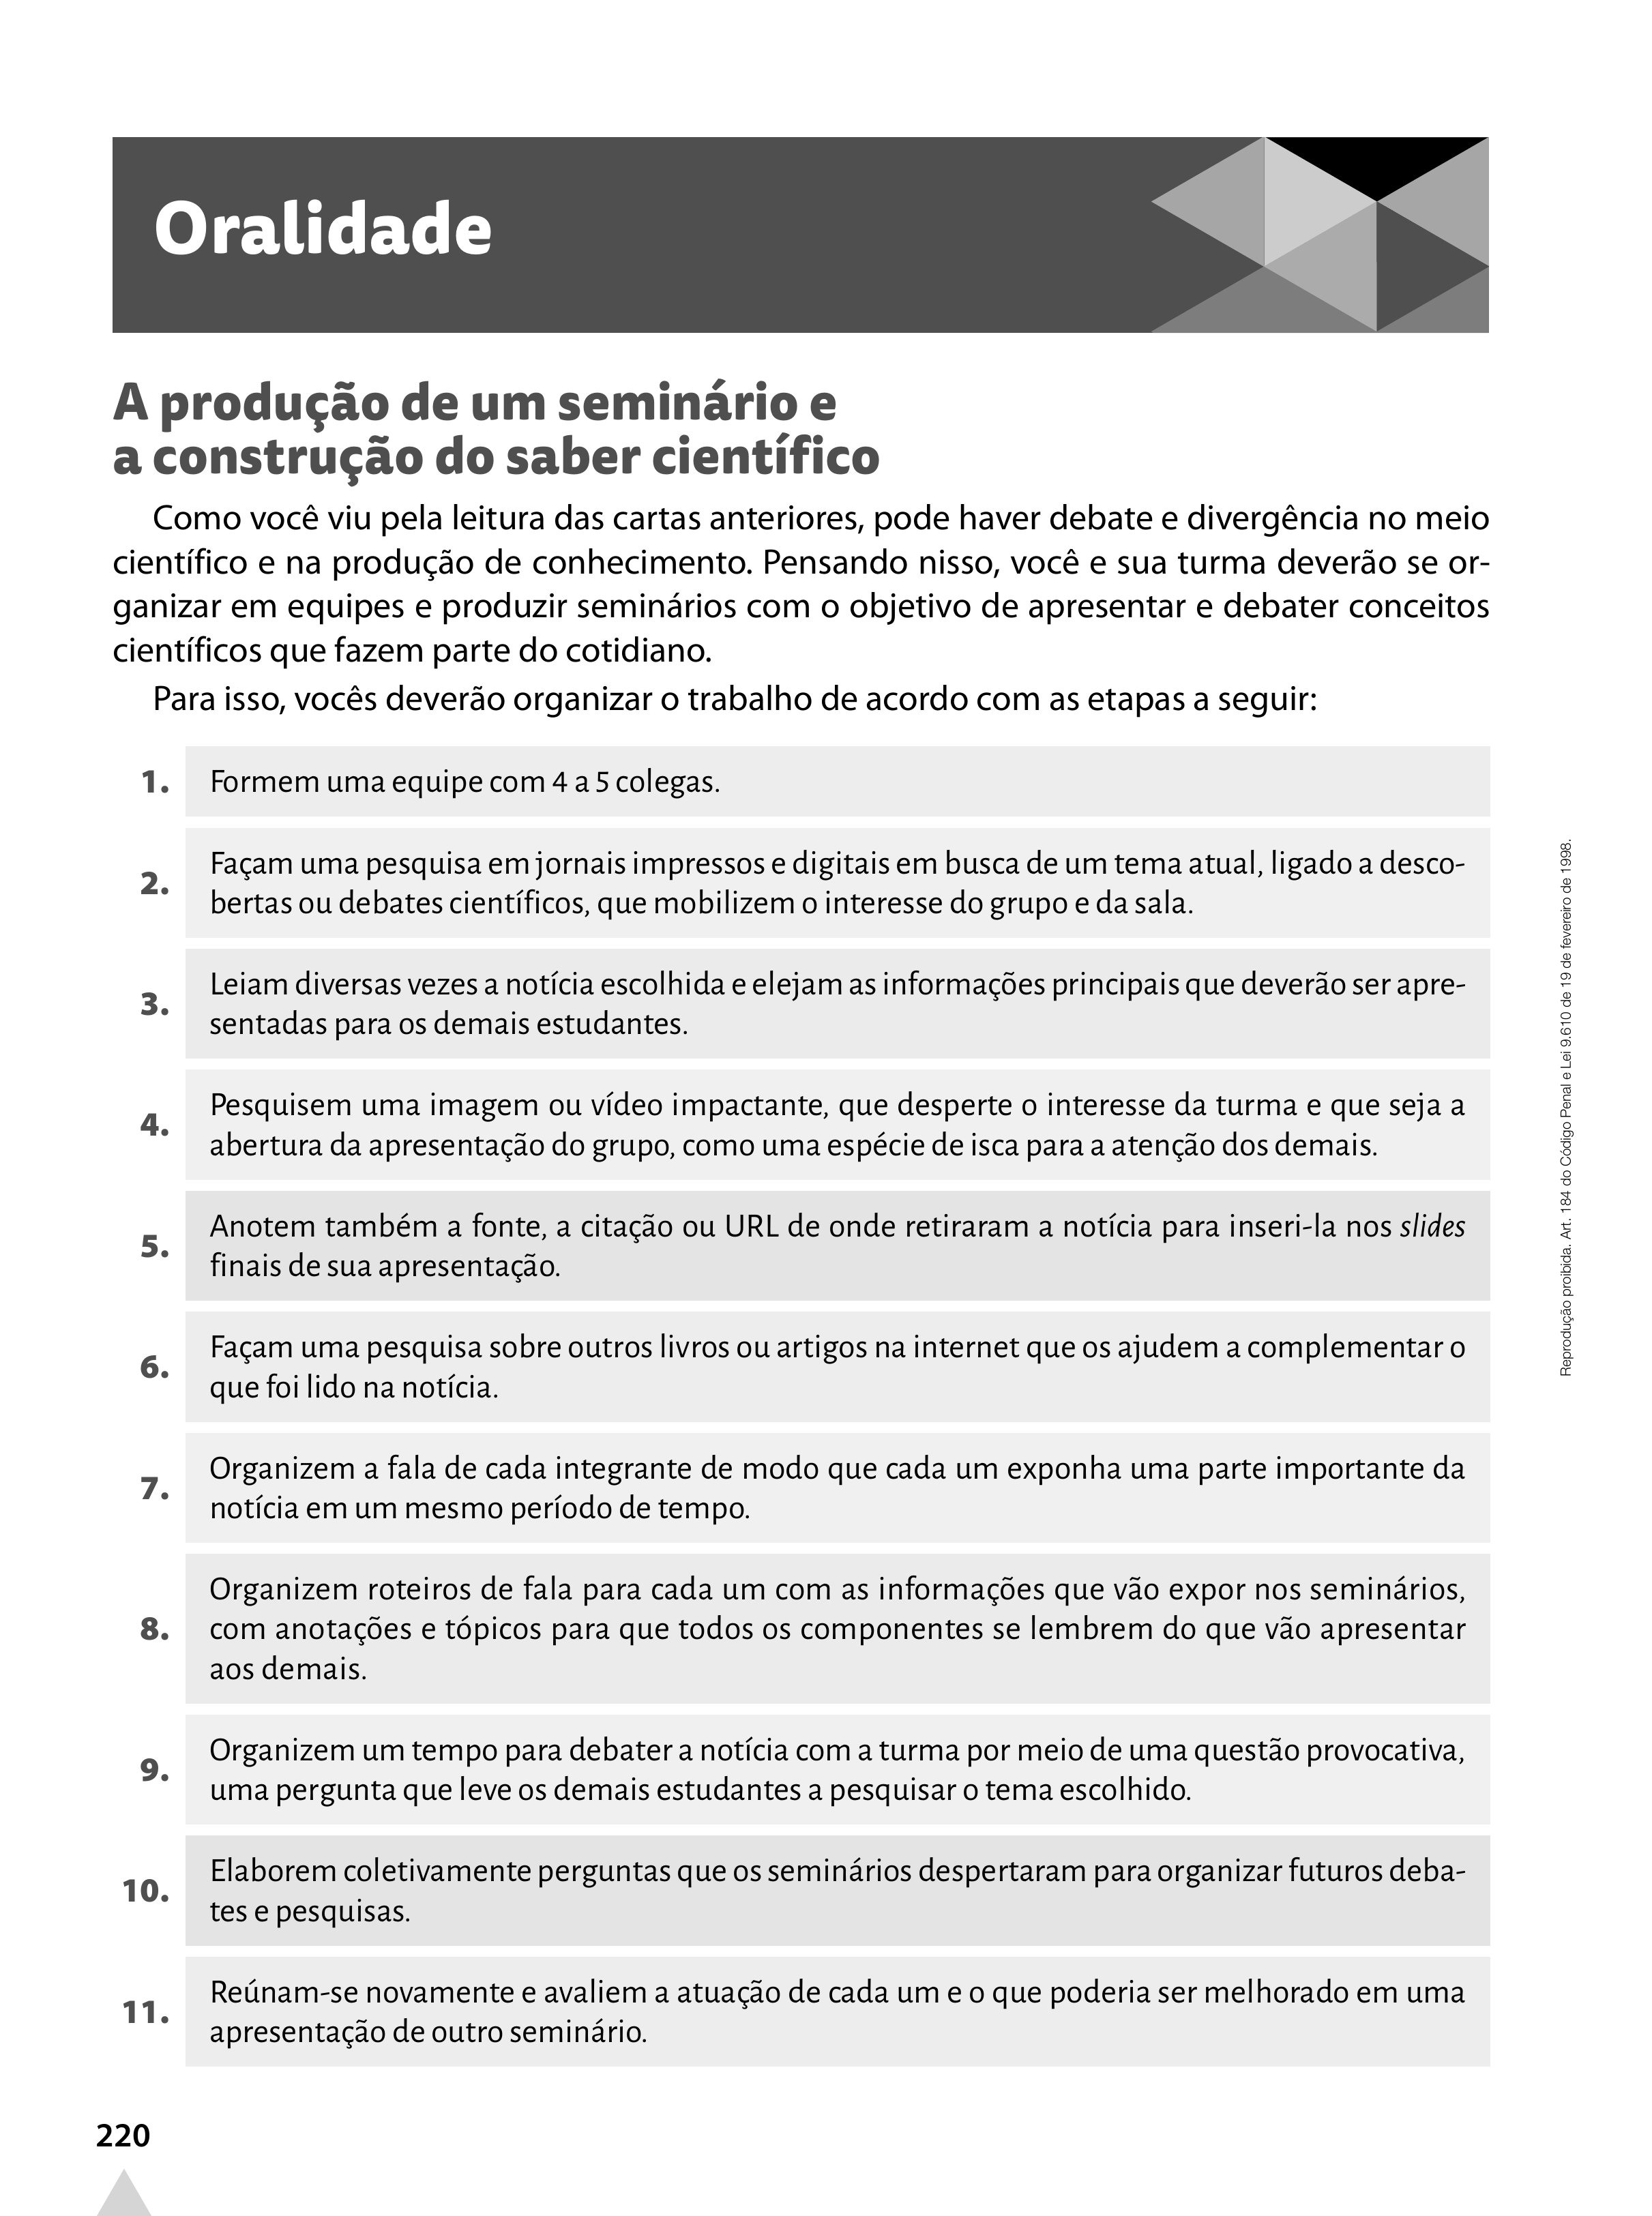 Oralidade
A produção de um seminário e
a construção do saber científico
Como você viu pela leitura das cartas anteriores, pode haver debate e divergência no meio
científico e na produção de conhecimento. Pensando nisso, você e sua turma deverão se or-
ganizar em equipes e produzir seminários com o objetivo de apresentar e debater conceitos
científicos que fazem parte do cotidiano.
Para isso, vocês deverão organizar o trabalho de acordo com as etapas a seguir:
1. Formem uma equipe com 4 a 5 colegas.
2. Façam uma pesquisa em jornais impressos e digitais em busca de um tema atual, ligado a desco-
bertas ou debates científicos, que mobilizem o interesse do grupo e da sala.
3. Leiam diversas vezes a notícia escolhida e elejam as informações principais que deverão ser apre-
sentadas para os demais estudantes.
4. Pesquisem uma imagem ou vídeo impactante, que desperte o interesse da turma e que seja a
abertura da apresentação do grupo, como uma espécie de isca para a atenção dos demais.
5. Anotem também a fonte, a citação ou URL de onde retiraram a notícia para inseri-la nos slides
finais de sua apresentação.
6. Façam uma pesquisa sobre outros livros ou artigos na internet que os ajudem a complementar o
que foi lido na notícia.
7. Organizem a fala de cada integrante de modo que cada um exponha uma parte importante da
notícia em um mesmo período de tempo.
8. Organizem roteiros de fala para cada um com as informações que vão expor nos seminários,
com anotações e tópicos para que todos os componentes se lembrem do que vão apresentar
aos demais.
9. Organizem um tempo para debater a notícia com a turma por meio de uma questão provocativa,
uma pergunta que leve os demais estudantes a pesquisar o tema escolhido.
10. Elaborem coletivamente perguntas que os seminários despertaram para organizar futuros deba-
tes e pesquisas.
11. Reúnam-se novamente e avaliem a atuação de cada um e o que poderia ser melhorado em uma
apresentação de outro seminário.
Reprodução proibida. Art. 184 do Código Penal e Lei 9.610 de 19 de fevereiro de 1998.
220